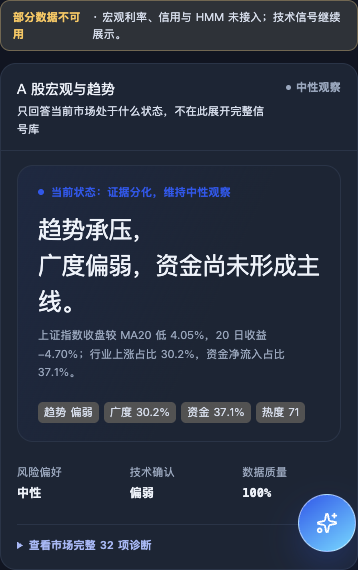 部分数据不可用
· 宏观利率、信用与 HMM 未接入；技术信号继续展示。
A 股宏观与趋势
中性观察
只回答当前市场处于什么状态，不在此展开完整信
号库
当前状态：证据分化，维持中性观察
趋势承压，
广度偏弱，资金尚未形成主
线。
上证指数收盘较 MA20 低 4.05%，20 日收益
−4.70%；行业上涨占比 30.2%，资金净流入占比
37.1%。
趋势 偏弱
广度 30.2%
资金 37.1%
热度 71
风险偏好
技术确认
数据质量
中性
偏弱
100%
查看市场完整 32 项诊断